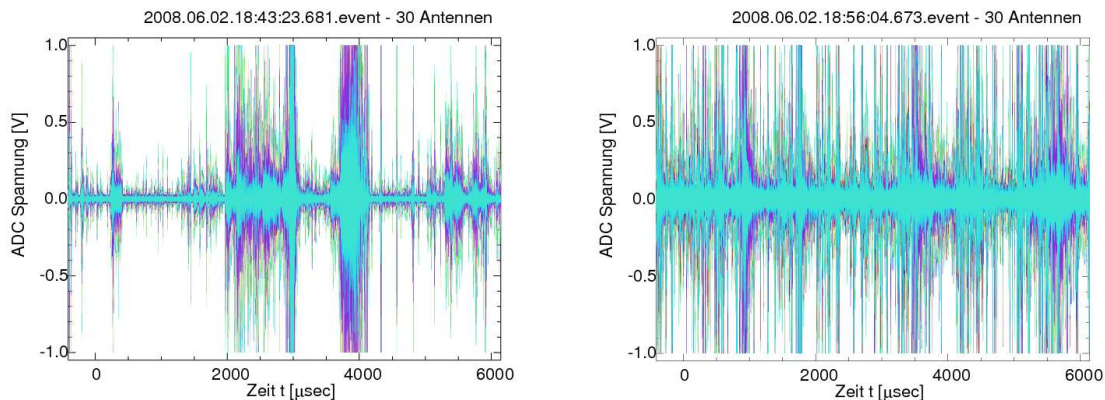 2008.06.02.18:43:23.681.event - 30 Antennen
ADC Spannung [V]
1.0
0.5
0.0
-0.5
-1.0
0 2000 4000 6000
Zeit t [μsec]
2008.06.02.18:56:04.673.event - 30 Antennen
ADC Spannung [V]
1.0
0.5
0.0
-0.5
-1.0
0 2000 4000 6000
Zeit t [μsec]